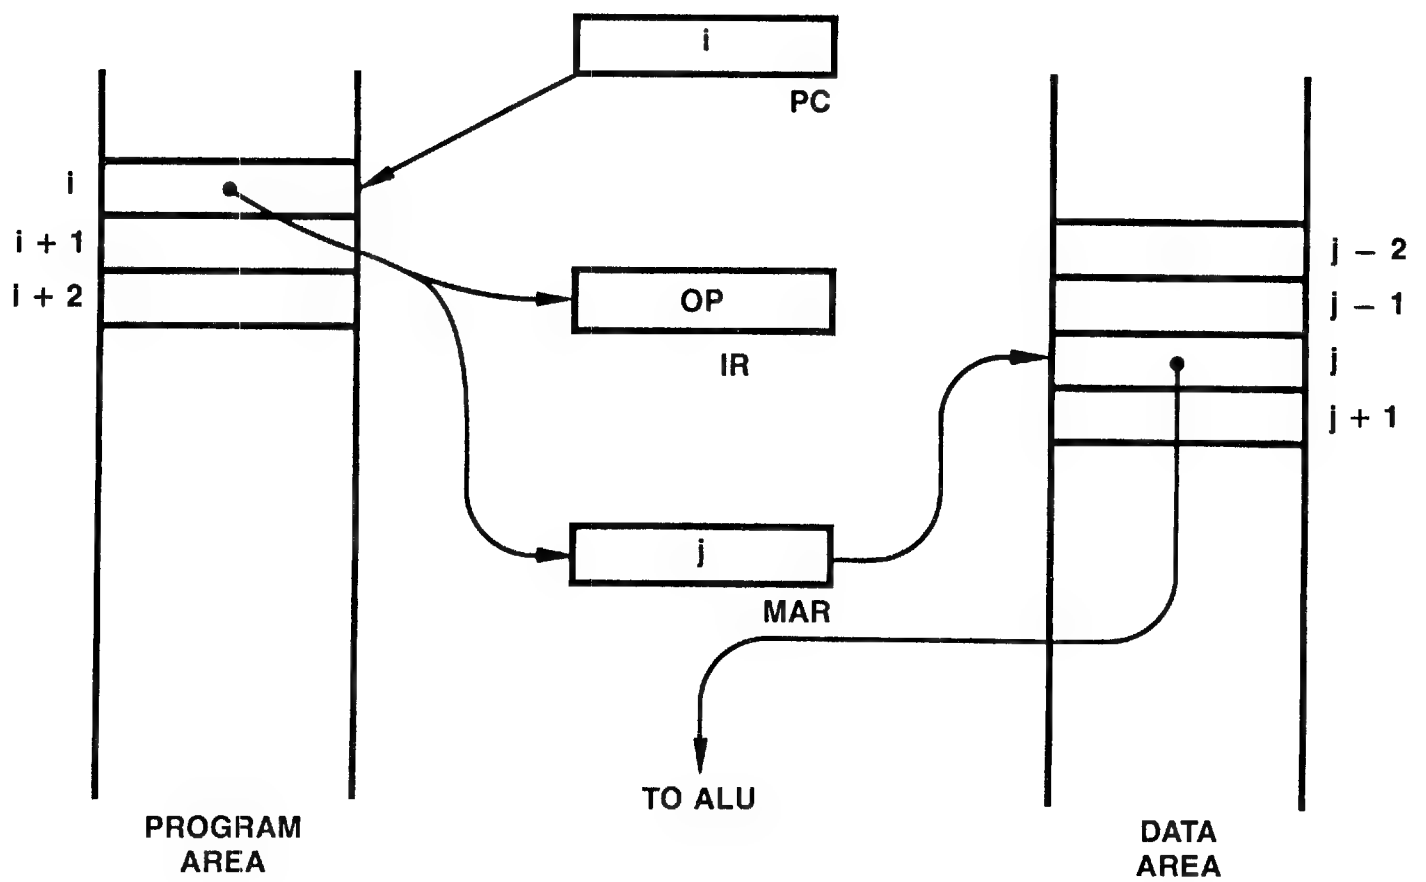 i
PC
i
i + 1
i + 2
OP
IR
j
MAR
j - 2
j - 1
j
j + 1
TO ALU
PROGRAM
AREA
DATA
AREA